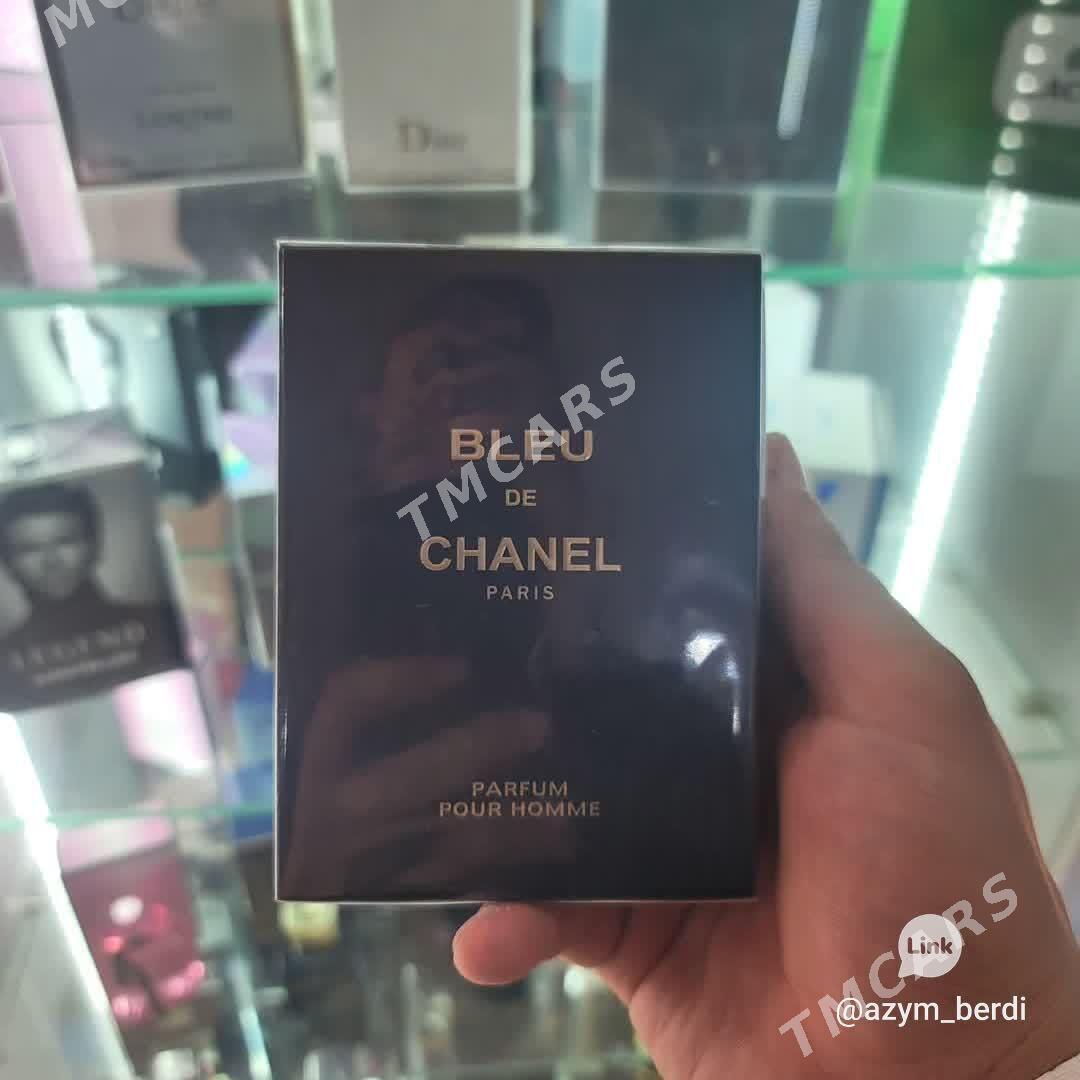 Dior
TMCARS
BLEU
DE
CHANEL
PARIS
LEGEND
PARFUM
POUR HOMME
Link
TMCARS
@azym_berdi